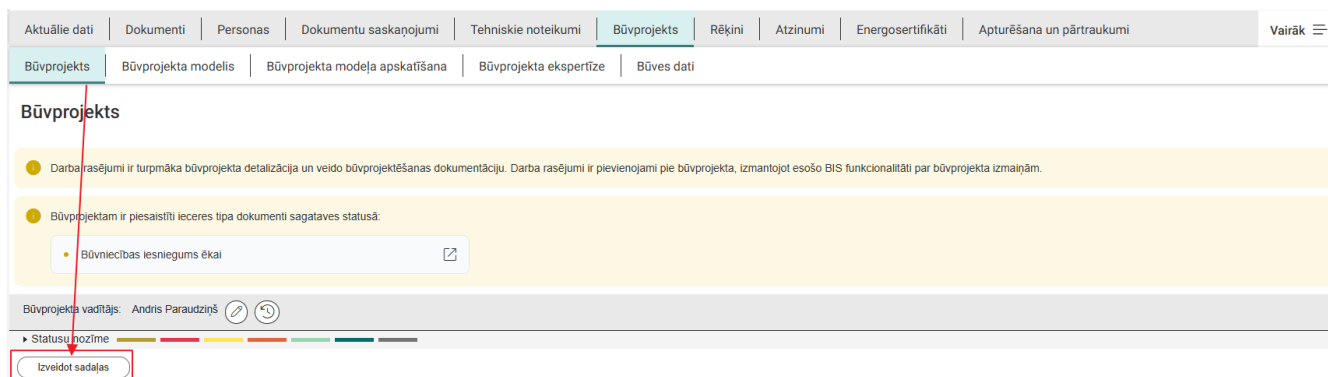 Aktuālie dati Dokumenti Personas Dokumentu saskaņojumi Tehniskie noteikumi Būvprojekts Rēķini Atzinumi Energosertifikāti Apturēšana un pārtraukumi Vairāk
Būvprojekts Būvprojekta modelis Būvprojekta modeļa apskatīšana Būvprojekta ekspertīze Būves dati
Būvprojekts
Darba rasējumi ir turpmāka būvprojekta detalizācija un veido būvprojektēšanas dokumentāciju. Darba rasējumi ir pievienojami pie būvprojekta, izmantojot esošo BIS funkcionalitāti par būvprojekta izmaiņām.
Būvprojektam ir piesaistīti ieceres tipa dokumenti sagataves statusā:
Būvniecības iesniegums ēkai
Būvprojekta vadītājs: Andris Paraudziņš
Statusu nozīme
Izveidot sadaļas